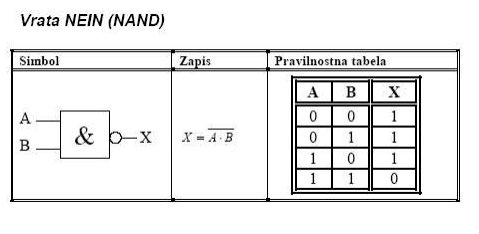 Vrata NEIN (NAND)
Simbol Zapis Pravilnostna tabela
A B X
A 0 0 1
& X X = \overline{A · B} 0 1 1
B 1 0 1
1 1 0